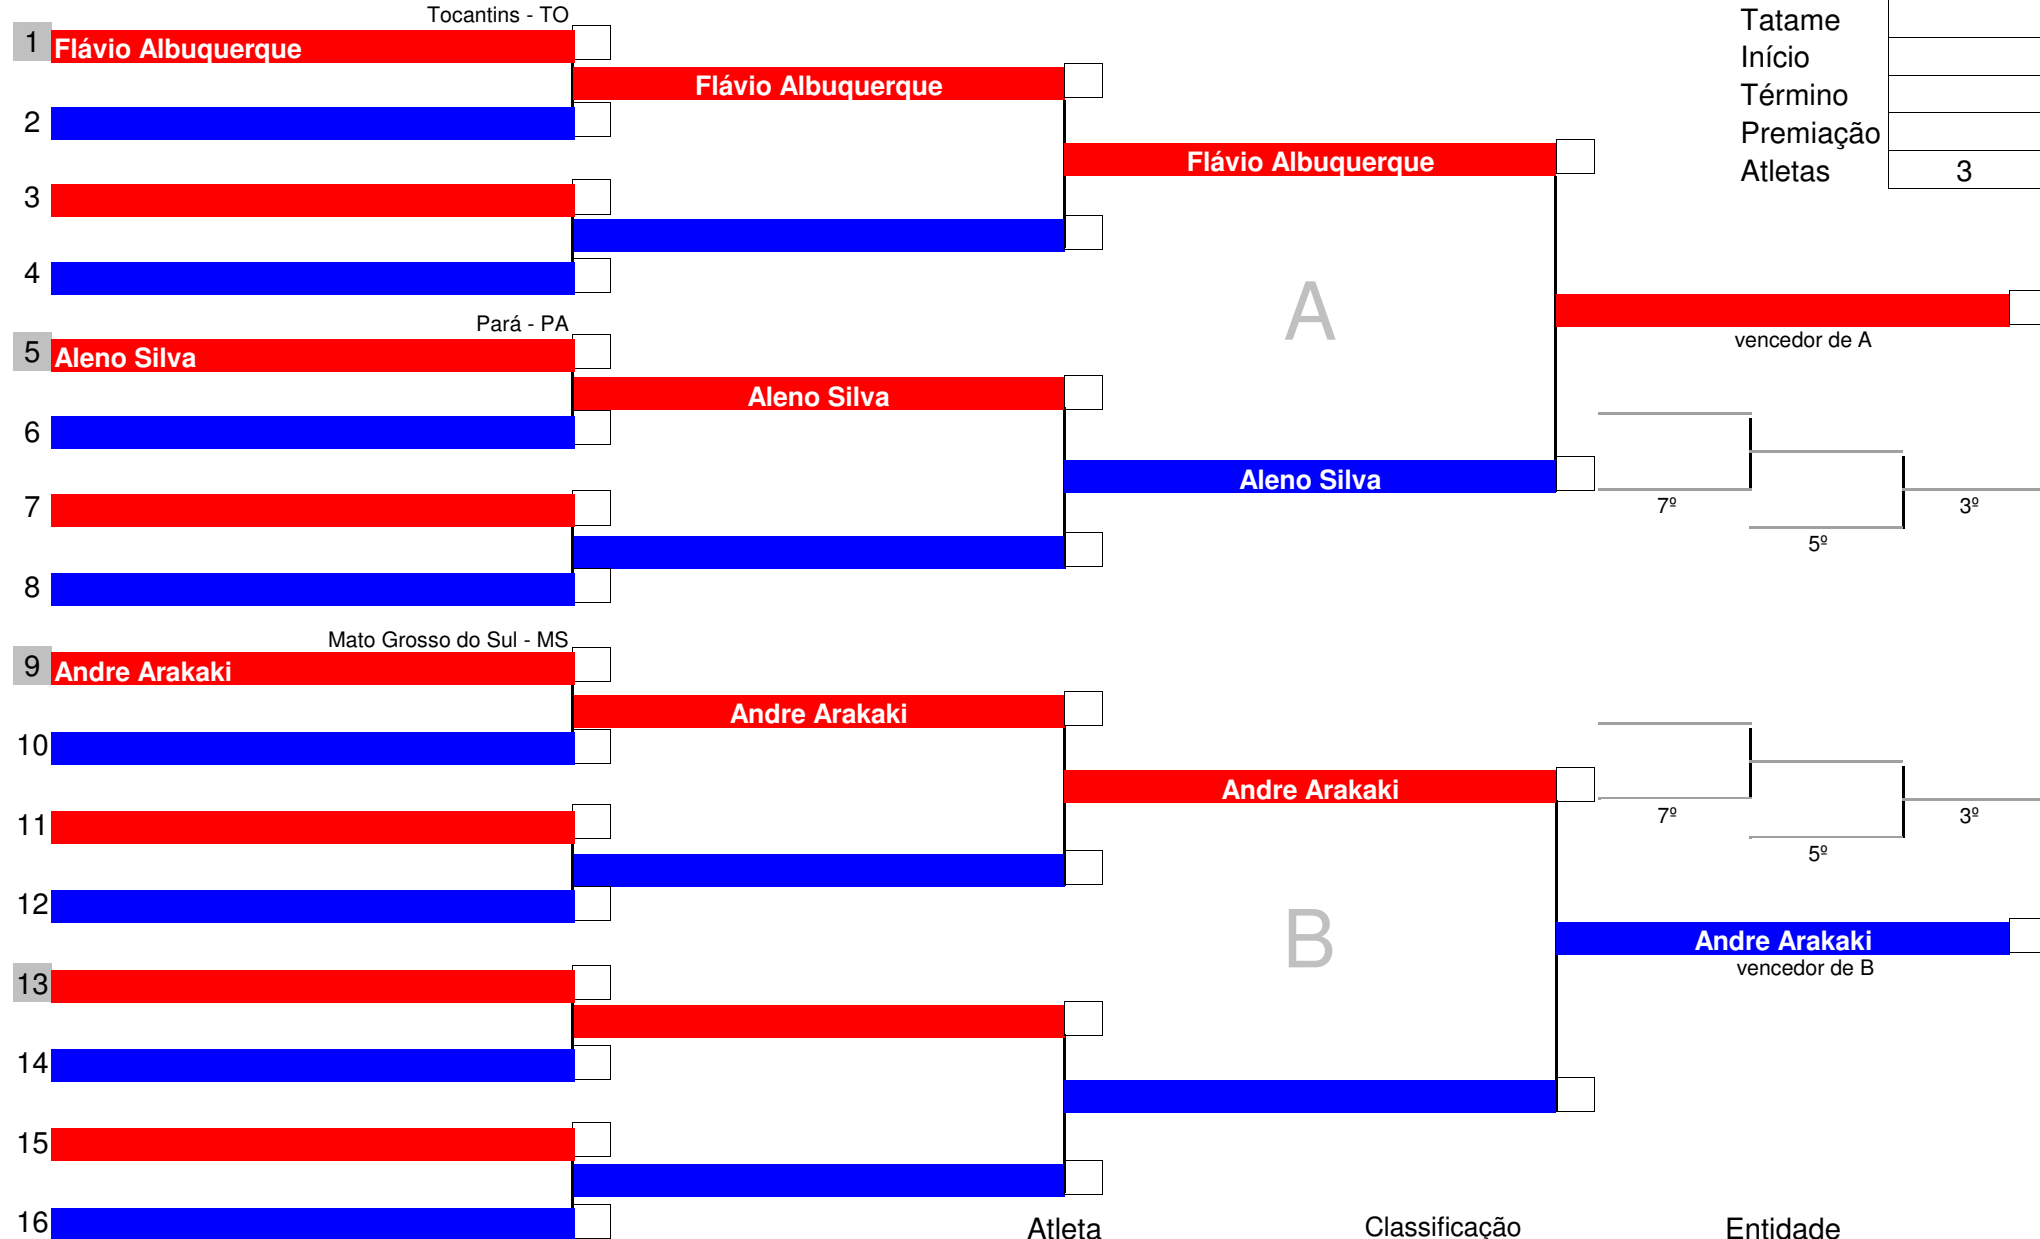 Tocantins - TO
1 Flávio Albuquerque
Flávio Albuquerque
2
Flávio Albuquerque
3
4
Tatame
Início
Término
Premiação
Atletas 3
Pará - PA
5 Aleno Silva
Aleno Silva
6
Aleno Silva
7
8
A
vencedor de A
7º
5º
3º
Mato Grosso do Sul - MS
9 Andre Arakaki
Andre Arakaki
10
Andre Arakaki
11
12
7º
5º
3º
B
Andre Arakaki
vencedor de B
13
14
15
16
Atleta Classificação Entidade